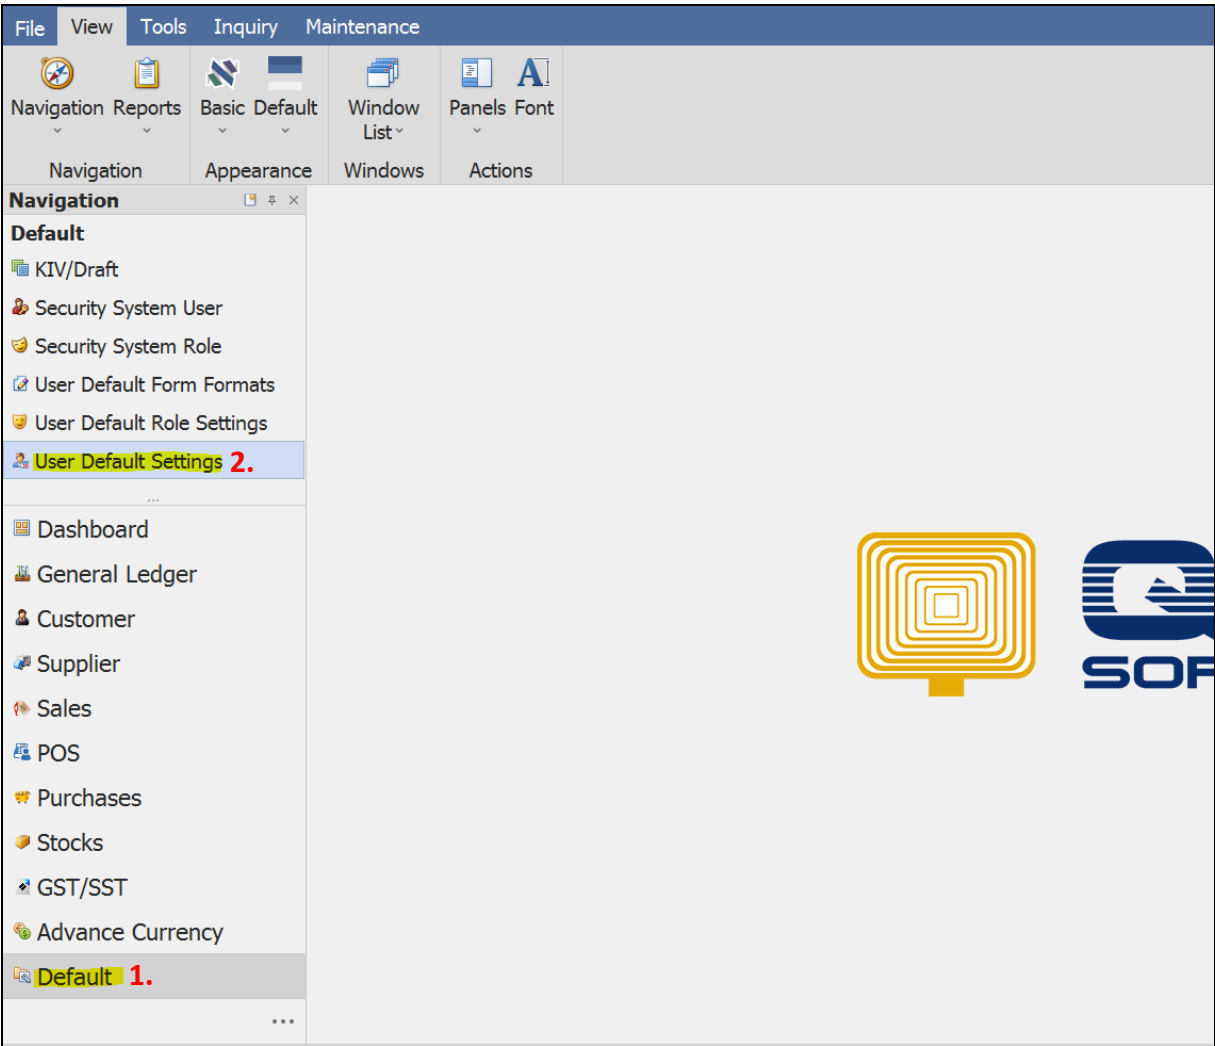 File View Tools Inquiry Maintenance
Navigation Reports Basic Default Window List Panels Font
Navigation Appearance Windows Actions
Navigation
Default
KIV/Draft
Security System User
Security System Role
User Default Form Formats
User Default Role Settings
User Default Settings 2.
...
Dashboard
General Ledger
Customer
Supplier
Sales
POS
Purchases
Stocks
GST/SST
Advance Currency
Default 1.
...
Q
SOF